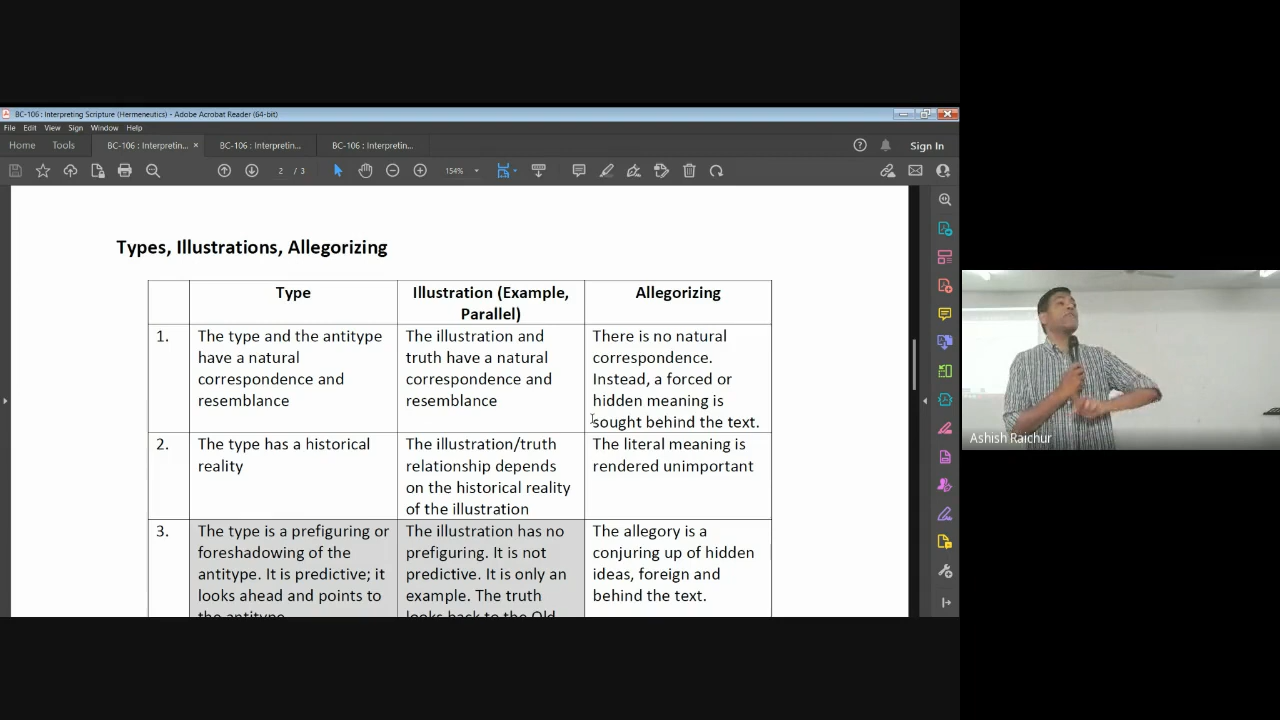 BC-106 : Interpreting Scripture (Hermeneutics) - Adobe Acrobat Reader (64-bit)
File Edit View Sign Window Help
Home Tools BC-106 : Interpretin... × BC-106 : Interpretin... BC-106 : Interpretin... Sign In
2 / 3 154%
Types, Illustrations, Allegorizing
Type
Illustration (Example,
Parallel)
Allegorizing
1.
The type and the antitype
have a natural
correspondence and
resemblance
The illustration and
truth have a natural
correspondence and
resemblance
There is no natural
correspondence.
Instead, a forced or
hidden meaning is
sought behind the text.
2.
The type has a historical
reality
The illustration/truth
relationship depends
on the historical reality
of the illustration
The literal meaning is
rendered unimportant
3.
The type is a prefiguring or
foreshadowing of the
antitype. It is predictive; it
looks ahead and points to
the antitype.
The illustration has no
prefiguring. It is not
predictive. It is only an
example. The truth
looks back to the Old
The allegory is a
conjuring up of hidden
ideas, foreign and
behind the text.
Ashish Raichur